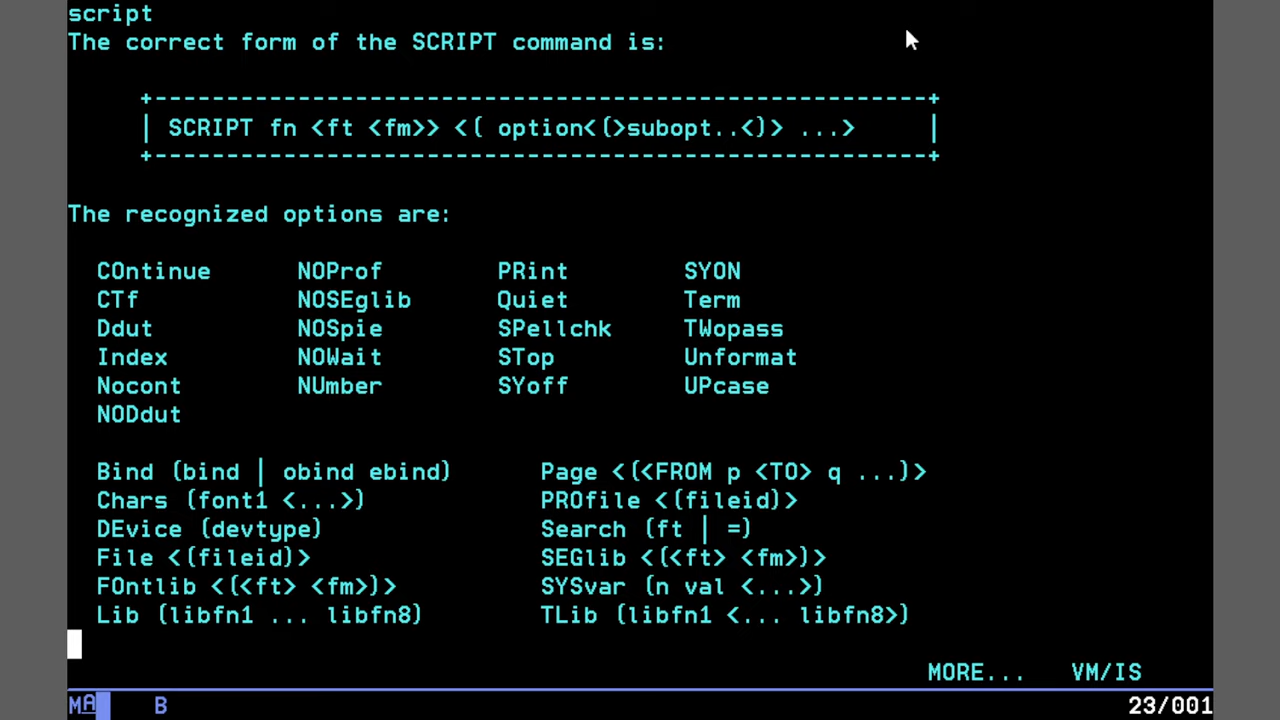 script
The correct form of the SCRIPT command is:
+------------------------------------------------------+
| SCRIPT fn <ft <fm>> <( option<(>subopt..<)> ...>     |
+------------------------------------------------------+
The recognized options are:
COntinue      NOProf        PRint        SYON
CTf           NOSEglib      Quiet        Term
Ddut          NOSpie        SPellchk     TWopass
Index         NOWait        STop         Unformat
Nocont        NUmber        SYoff        UPcase
NODdut
Bind (bind | obind ebind)      Page <(<FROM p <TO> q ...)>
Chars (font1 <...>)            PROfile <(fileid)>
DEvice (devtype)               Search (ft | =)
File <(fileid)>                SEGlib <(<ft> <fm>)>
FOntlib <(<ft> <fm>)>          SYSvar (n val <...>)
Lib (libfn1 ... libfn8)        TLib (libfn1 <... libfn8>)
MORE...   VM/IS
MA    B    23/001